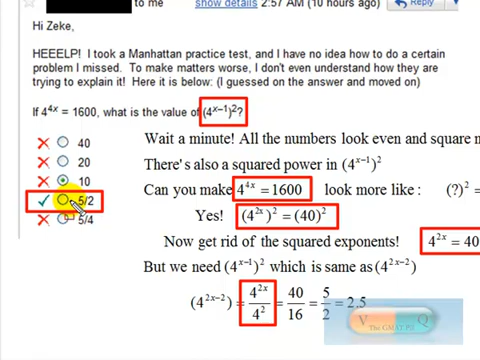 to me
show details 2:57 AM (10 hours ago)
Reply
Hi Zeke,
HEEELP! I took a Manhattan practice test, and I have no idea how to do a certain
problem I missed. To make matters worse, I don't even understand how they are
trying to explain it! Here it is below: (I guessed on the answer and moved on)
If 4^{4x} = 1600, what is the value of (4^{x−1})^2?
40
20
10
5/2
5/4
Wait a minute! All the numbers look even and square n
There's also a squared power in (4^{x−1})^2
Can you make 4^{4x} = 1600 look more like: (?)^2 =
Yes! (4^{2x})^2 = (40)^2
Now get rid of the squared exponents! 4^{2x} = 40
But we need (4^{x−1})^2 which is same as (4^{2x−2})
(4^{2x−2}) = 4^{2x}/4^2 = 40/16 = 5/2 = 2.5
V Q
The GMAT Pill